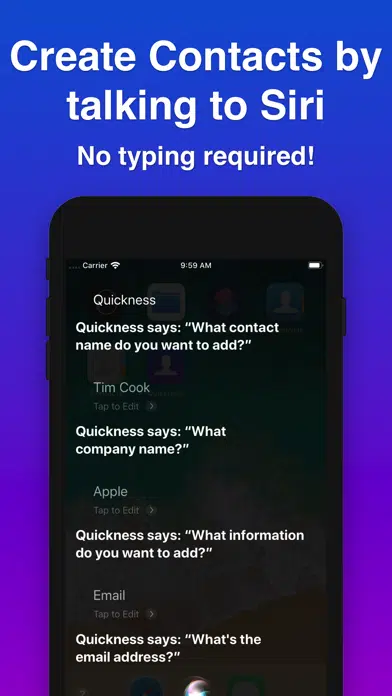 Create Contacts by
talking to Siri
No typing required!
.... Carrier 9:59 AM
Quickness
Quickness says: “What contact
name do you want to add?”
Tim Cook
Tap to Edit
Quickness says: “What
company name?”
Apple
Tap to Edit
Quickness says: “What information
do you want to add?”
Email
Tap to Edit
Quickness says: “What's the
email address?”
?